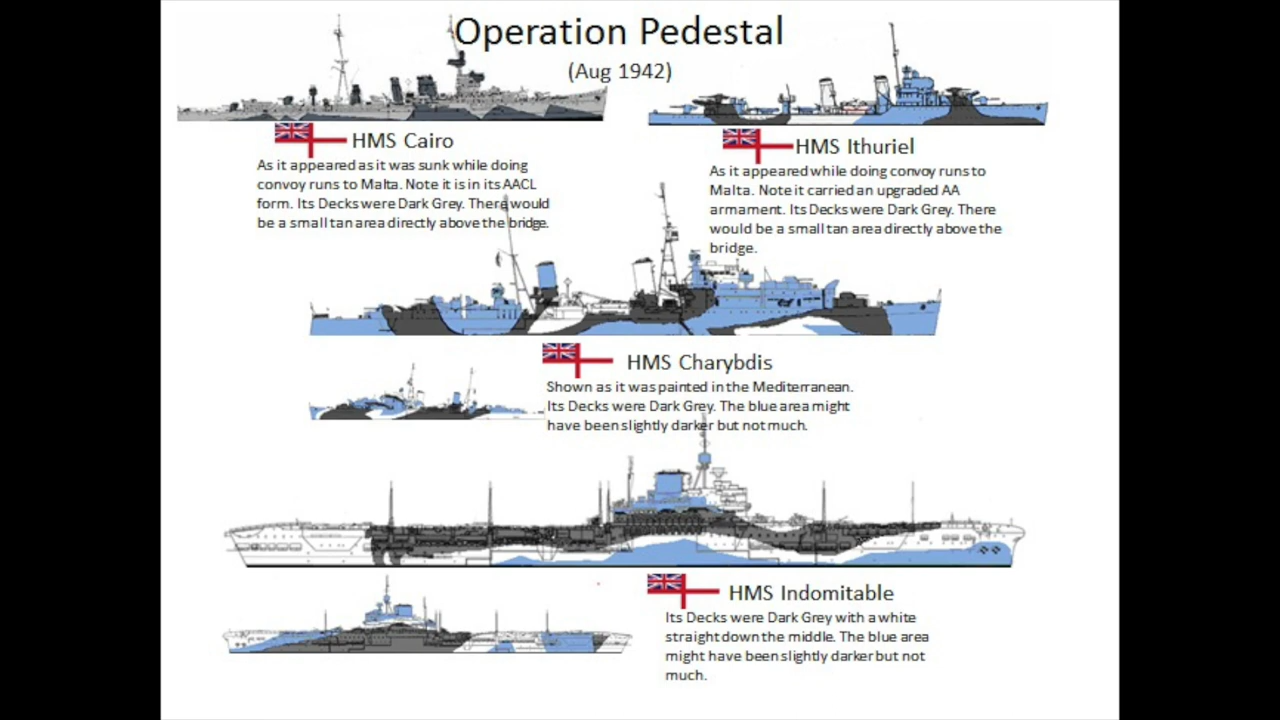 Operation Pedestal
(Aug 1942)
HMS Cairo
As it appeared as it was sunk while doing
convoy runs to Malta. Note it is in its AACL
form. Its Decks were Dark Grey. There would
be a small tan area directly above the bridge.
HMS Ithuriel
As it appeared while doing convoy runs to
Malta. Note it carried an upgraded AA
armament. Its Decks were Dark Grey. There
would be a small tan area directly above the
bridge.
HMS Charybdis
Shown as it was painted in the Mediterranean.
Its Decks were Dark Grey. The blue area might
have been slightly darker but not much.
HMS Indomitable
Its Decks were Dark Grey with a white
straight down the middle. The blue area
might have been slightly darker but not
much.